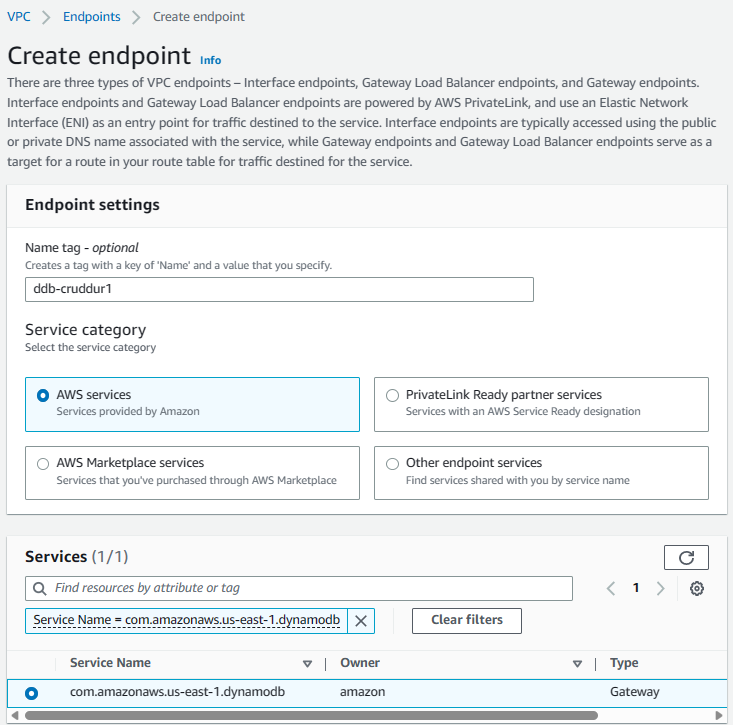 VPC > Endpoints > Create endpoint
Create endpoint Info
There are three types of VPC endpoints – Interface endpoints, Gateway Load Balancer endpoints, and Gateway endpoints.
Interface endpoints and Gateway Load Balancer endpoints are powered by AWS PrivateLink, and use an Elastic Network
Interface (ENI) as an entry point for traffic destined to the service. Interface endpoints are typically accessed using the public
or private DNS name associated with the service, while Gateway endpoints and Gateway Load Balancer endpoints serve as a
target for a route in your route table for traffic destined for the service.
Endpoint settings
Name tag - optional
Creates a tag with a key of 'Name' and a value that you specify.
ddb-cruddur1
Service category
Select the service category
AWS services
Services provided by Amazon
PrivateLink Ready partner services
Services with an AWS Service Ready designation
AWS Marketplace services
Services that you've purchased through AWS Marketplace
Other endpoint services
Find services shared with you by service name
Services (1/1)
Find resources by attribute or tag
1
Service Name = com.amazonaws.us-east-1.dynamodb
Clear filters
Service Name Owner Type
com.amazonaws.us-east-1.dynamodb amazon Gateway